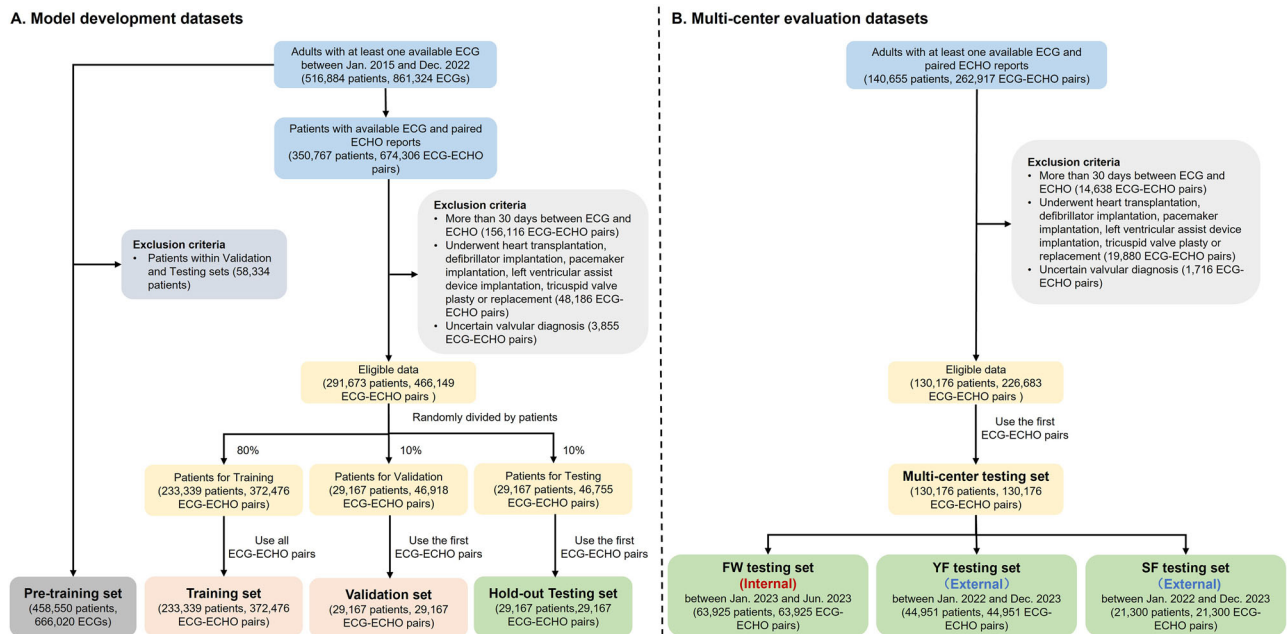 A. Model development datasets
Adults with at least one available ECG
between Jan. 2015 and Dec. 2022
(516,884 patients, 861,324 ECGs)
Patients with available ECG and paired
ECHO reports
(350,767 patients, 674,306 ECG-ECHO
pairs)
Exclusion criteria
• Patients within Validation
and Testing sets (58,334
patients)
Exclusion criteria
• More than 30 days between ECG and
ECHO (156,116 ECG-ECHO pairs)
• Underwent heart transplantation,
defibrillator implantation, pacemaker
implantation, left ventricular assist
device implantation, tricuspid valve
plasty or replacement (48,186 ECG-
ECHO pairs)
• Uncertain valvular diagnosis (3,855
ECG-ECHO pairs)
Eligible data
(291,673 patients, 466,149
ECG-ECHO pairs )
Randomly divided by patients
80%
10%
10%
Patients for Training
(233,339 patients, 372,476
ECG-ECHO pairs)
Patients for Validation
(29,167 patients, 46,918
ECG-ECHO pairs)
Patients for Testing
(29,167 patients, 46,755
ECG-ECHO pairs)
Use all
ECG-ECHO pairs
Use the first
ECG-ECHO pairs
Use the first
ECG-ECHO pairs
Pre-training set
(458,550 patients,
666,020 ECGs)
Training set
(233,339 patients, 372,476
ECG-ECHO pairs)
Validation set
(29,167 patients, 29,167
ECG-ECHO pairs)
Hold-out Testing set
(29,167 patients,29,167
ECG-ECHO pairs)
B. Multi-center evaluation datasets
Adults with at least one available ECG and
paired ECHO reports
(140,655 patients, 262,917 ECG-ECHO pairs)
Exclusion criteria
• More than 30 days between ECG and
ECHO (14,638 ECG-ECHO pairs)
• Underwent heart transplantation,
defibrillator implantation, pacemaker
implantation, left ventricular assist device
implantation, tricuspid valve plasty or
replacement (19,880 ECG-ECHO pairs)
• Uncertain valvular diagnosis (1,716 ECG-
ECHO pairs)
Eligible data
(130,176 patients, 226,683
ECG-ECHO pairs )
Use the first
ECG-ECHO pairs
Multi-center testing set
(130,176 patients, 130,176
ECG-ECHO pairs)
FW testing set
(Internal)
between Jan. 2023 and Jun. 2023
(63,925 patients, 63,925 ECG-
ECHO pairs)
YF testing set
（External）
between Jan. 2022 and Dec. 2023
(44,951 patients, 44,951 ECG-
ECHO pairs)
SF testing set
（External）
between Jan. 2022 and Dec. 2023
(21,300 patients, 21,300 ECG-
ECHO pairs)